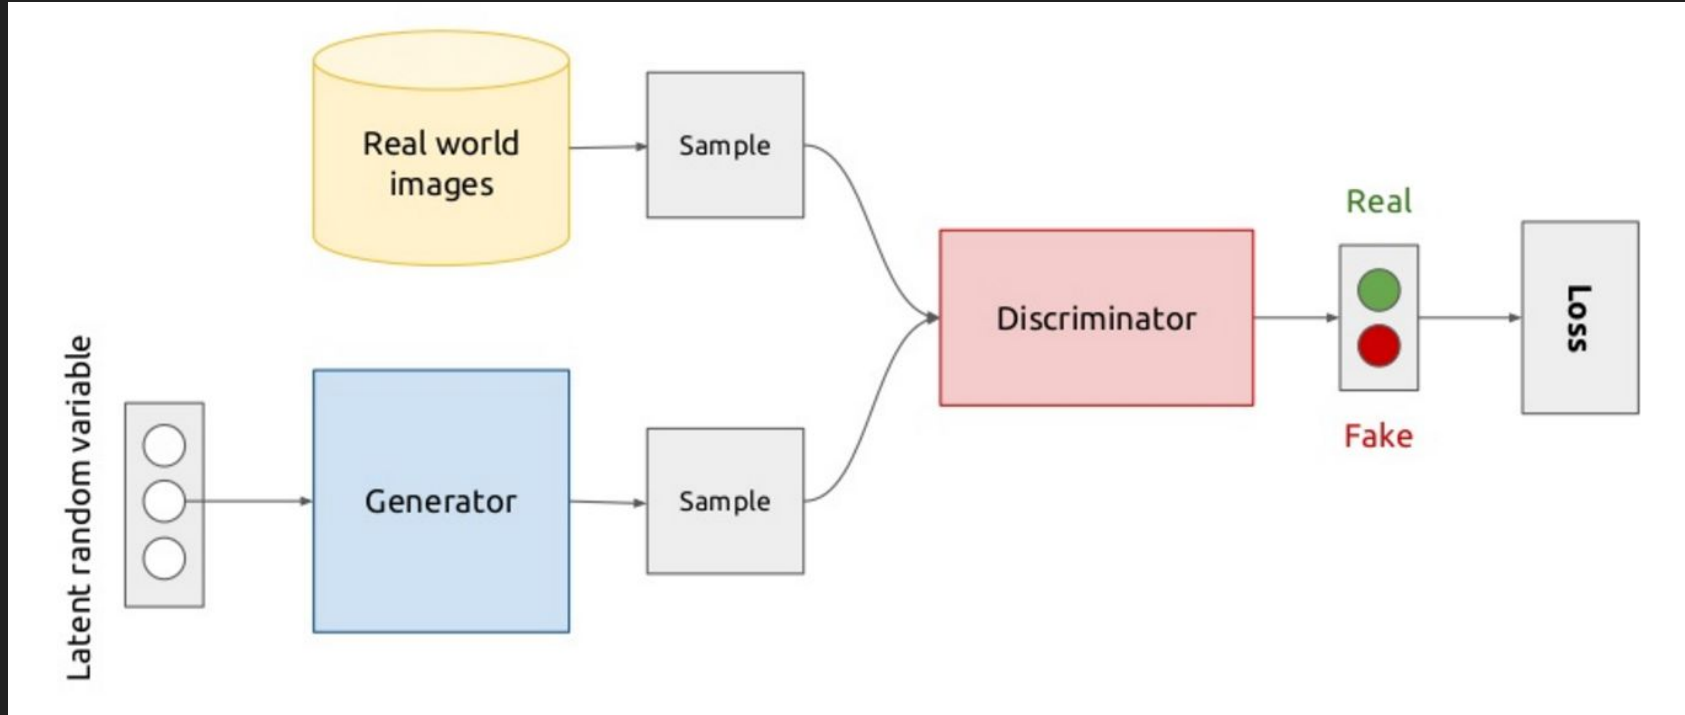 Real world
images
Sample
Latent random variable
Generator
Sample
Discriminator
Real
Fake
Loss